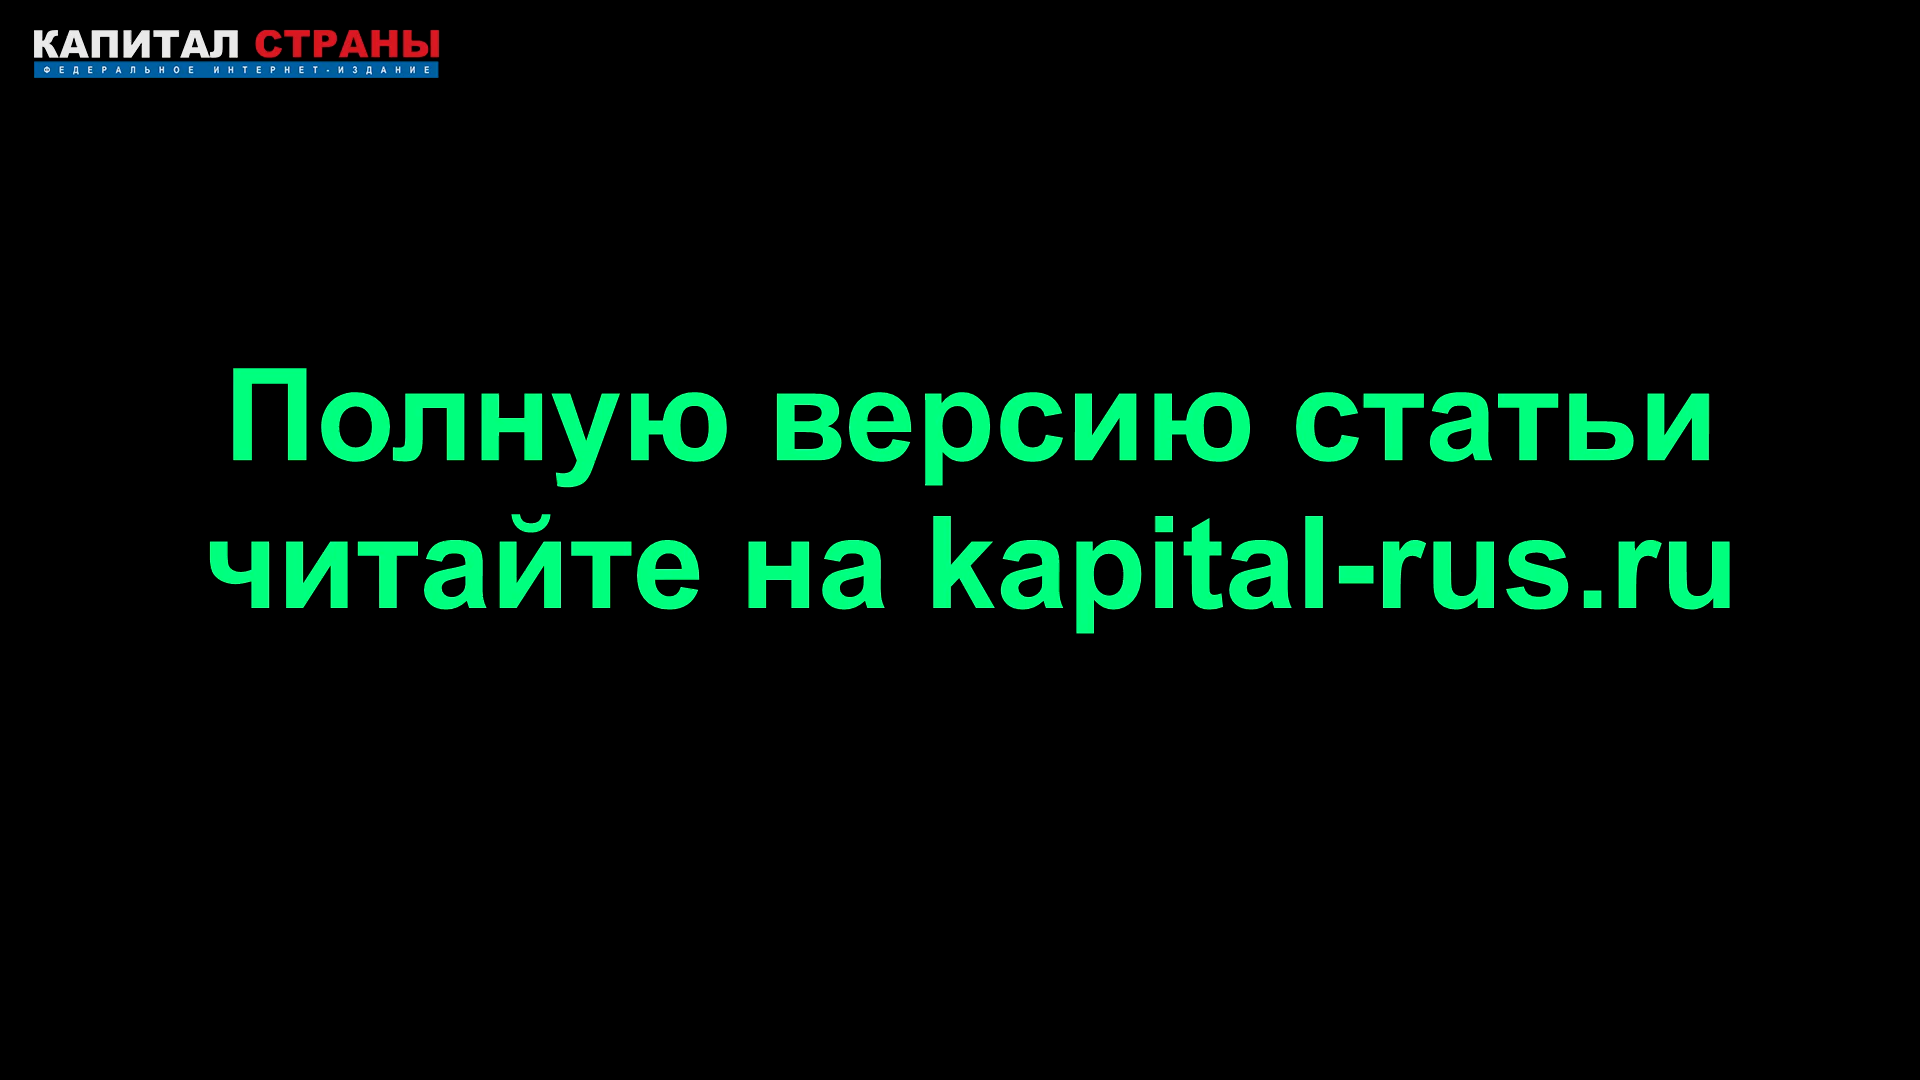 КАПИТАЛ СТРАНЫ
ФЕДЕРАЛЬНОЕ ИНТЕРНЕТ-ИЗДАНИЕ
Полную версию статьи
читайте на kapital-rus.ru